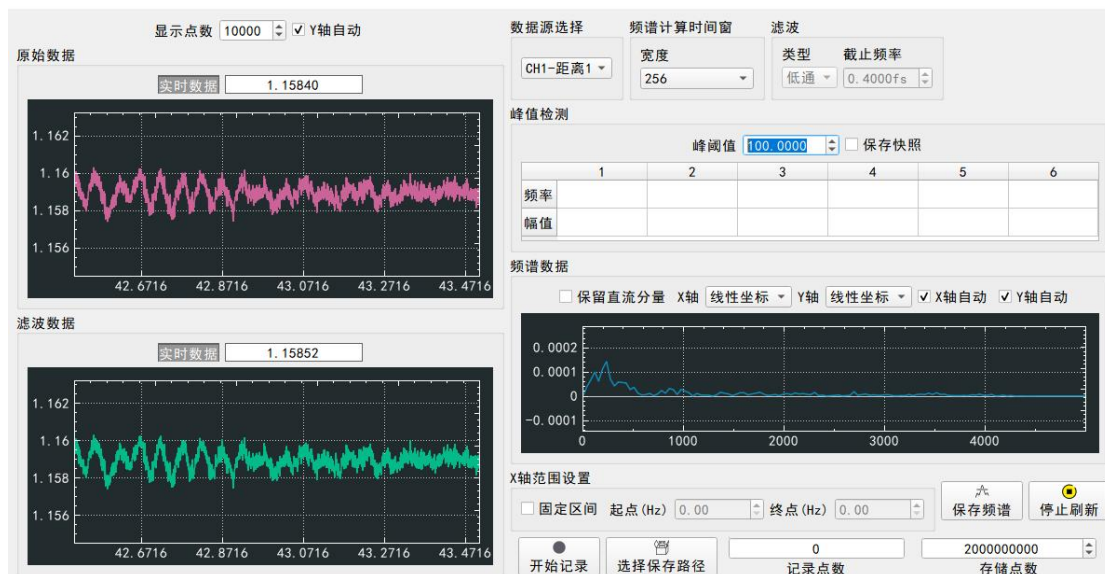 显示点数 10000 Y轴自动
原始数据
实时数据 1.15840
1.162
1.16
1.158
1.156
42.6716 42.8716 43.0716 43.2716 43.4716
滤波数据
实时数据 1.15852
1.162
1.16
1.158
1.156
42.6716 42.8716 43.0716 43.2716 43.4716
数据源选择 频谱计算时间窗 滤波
CH1-距离1
宽度
256
类型 截止频率
低通 0.4000fs
峰值检测
峰阈值 100.0000 保存快照
1 2 3 4 5 6
频率
幅值
频谱数据
保留直流分量 X轴 线性坐标 Y轴 线性坐标 X轴自动 Y轴自动
0.0002
0.0001
0
-0.0001
0 1000 2000 3000 4000
X轴范围设置
固定区间 起点(Hz) 0.00 终点(Hz) 0.00
保存频谱 停止刷新
开始记录 选择保存路径
0 2000000000
记录点数 存储点数